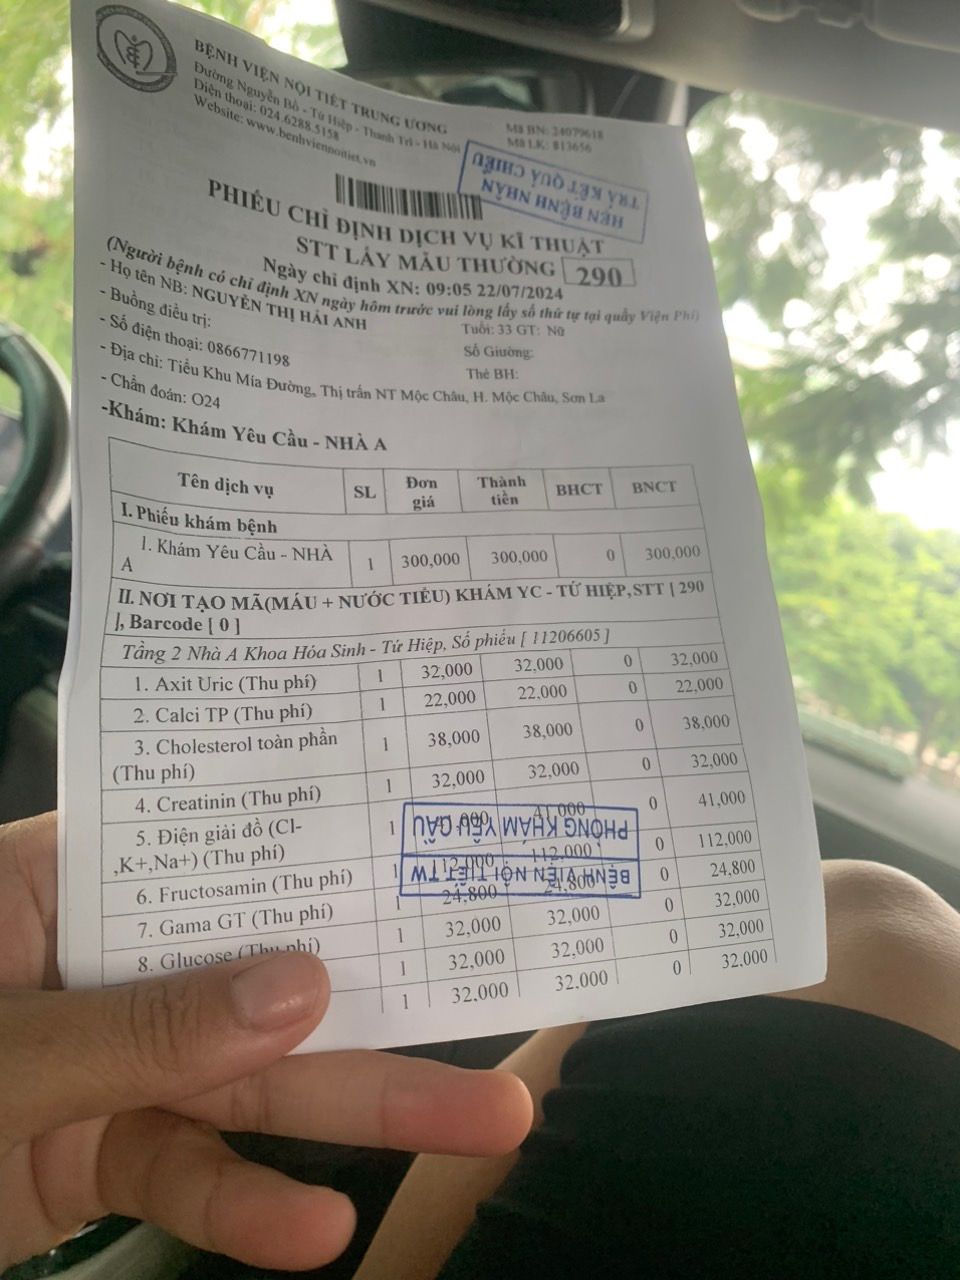 BỆNH VIỆN NỘI TIẾT TRUNG ƯƠNG
Đường Nguyễn Bồ - Tứ Hiệp - Thanh Trì - Hà Nội
Điện thoại: 024.6288.5158
Website: www.benhviennoitiet.vn
Mã BN: 24079618
Mã LK: 813656
HẸN BỆNH NHÂN
TRẢ KẾT QUẢ CHIỀU
PHIẾU CHỈ ĐỊNH DỊCH VỤ KĨ THUẬT
STT LẤY MẪU THƯỜNG 290
Ngày chỉ định XN: 09:05 22/07/2024
(Người bệnh có chỉ định XN ngày hôm trước vui lòng lấy số thứ tự tại quầy Viện Phí)
- Họ tên NB: NGUYỄN THỊ HẢI ANH
Tuổi: 33 GT: Nữ
- Buồng điều trị:
Số Giường:
- Số điện thoại: 0866771198
Thẻ BH:
- Địa chỉ: Tiểu Khu Mía Đường, Thị trấn NT Mộc Châu, H. Mộc Châu, Sơn La
- Chẩn đoán: O24
-Khám: Khám Yêu Cầu - NHÀ A
Tên dịch vụ SL Đơn giá Thành tiền BHCT BNCT
I. Phiếu khám bệnh
1. Khám Yêu Cầu - NHÀ A 1 300,000 300,000 0 300,000
II. NƠI TẠO MÃ(MÁU + NƯỚC TIỂU) KHÁM YC - TỨ HIỆP,STT [ 290
], Barcode [ 0 ]
Tầng 2 Nhà A Khoa Hóa Sinh - Tứ Hiệp, Số phiếu [ 11206605 ]
1. Axit Uric (Thu phí) 1 32,000 32,000 0 32,000
2. Calci TP (Thu phí) 1 22,000 22,000 0 22,000
3. Cholesterol toàn phần (Thu phí) 1 38,000 38,000 0 38,000
4. Creatinin (Thu phí) 1 32,000 32,000 0 32,000
5. Điện giải đồ (Cl-
,K+,Na+) (Thu phí) 1 41,000 0 41,000
6. Fructosamin (Thu phí) 1 112,000 112,000 0 112,000
7. Gama GT (Thu phí) 1 24,800 24,800 0 24.800
8. Glucose (Thu phí) 1 32,000 32,000 0 32,000
1 32,000 32,000 0 32,000
1 32.000 32.000 0 32.000
BỆNH VIỆN NỘI TIẾT TW
PHÒNG KHÁM YÊU CẦU